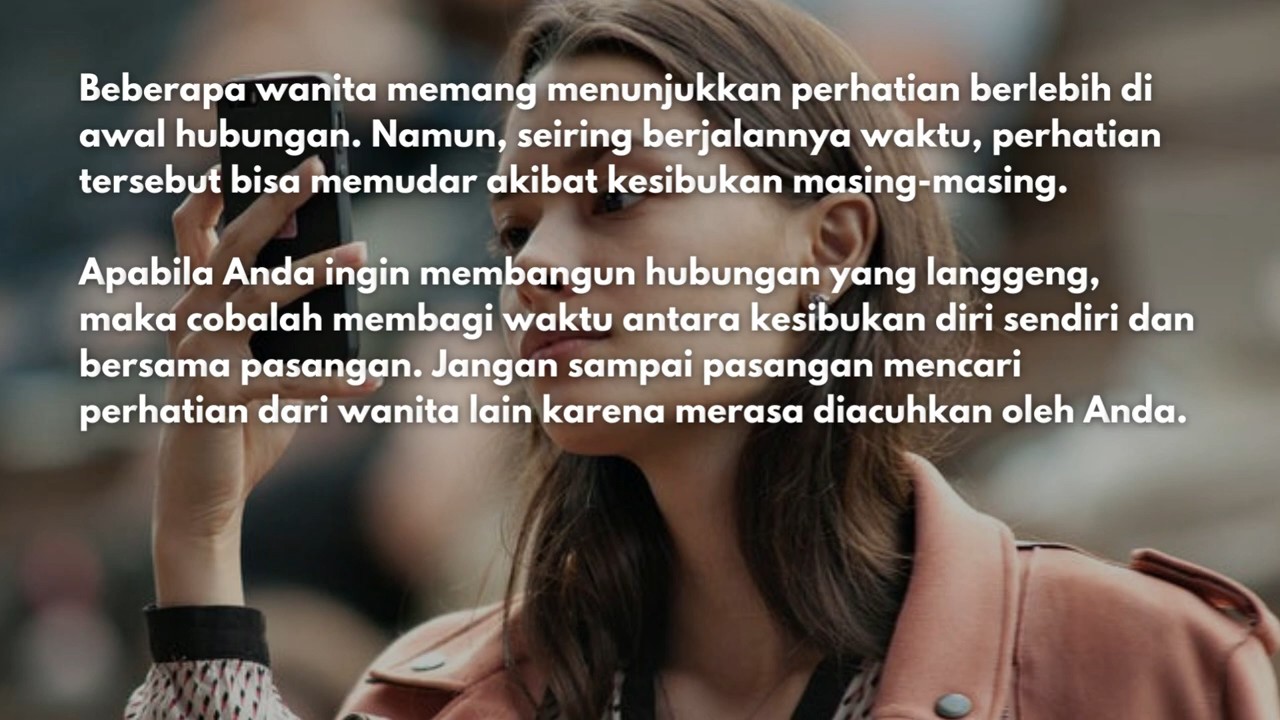 Beberapa wanita memang menunjukkan perhatian berlebih di
awal hubungan. Namun, seiring berjalannya waktu, perhatian
tersebut bisa memudar akibat kesibukan masing-masing.
Apabila Anda ingin membangun hubungan yang langgeng,
maka cobalah membagi waktu antara kesibukan diri sendiri dan
bersama pasangan. Jangan sampai pasangan mencari
perhatian dari wanita lain karena merasa diacuhkan oleh Anda.